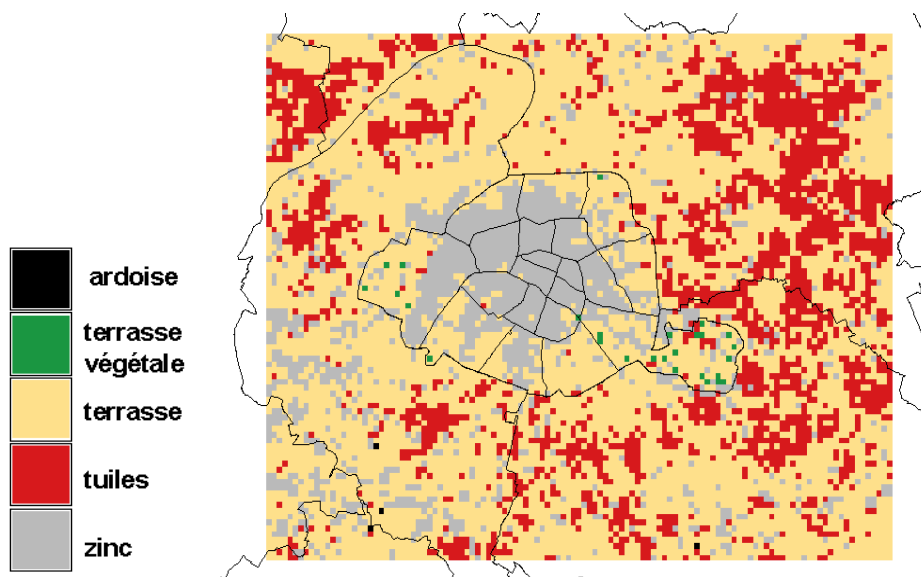 ardoise
terrasse
végétale
terrasse
tuiles
zinc